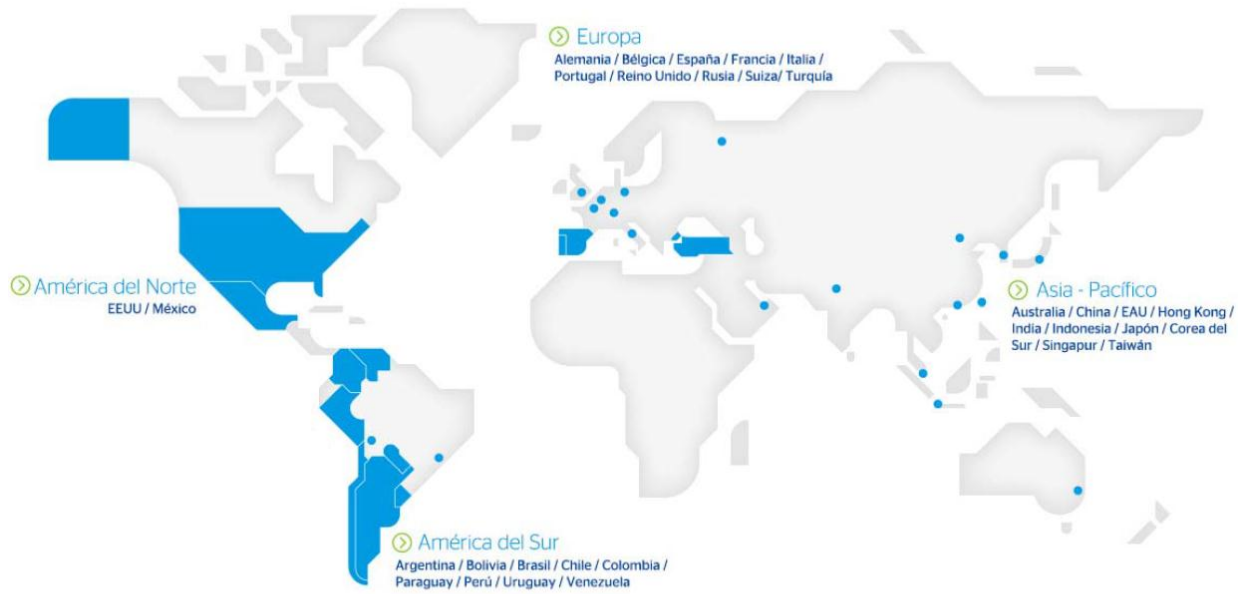 Europa
Alemania / Bélgica / España / Francia / Italia /
Portugal / Reino Unido / Rusia / Suiza/ Turquía
América del Norte
EEUU / México
Asia - Pacífico
Australia / China / EAU / Hong Kong /
India / Indonesia / Japón / Corea del
Sur / Singapur / Taiwán
América del Sur
Argentina / Bolivia / Brasil / Chile / Colombia /
Paraguay / Perú / Uruguay / Venezuela